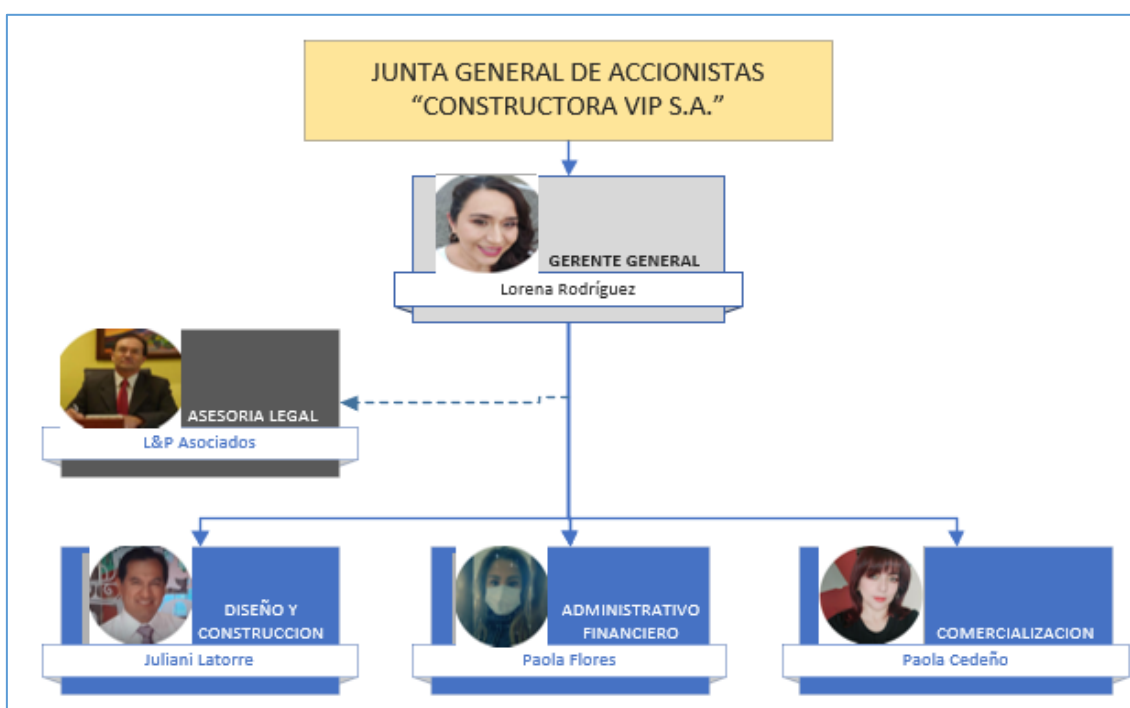 JUNTA GENERAL DE ACCIONISTAS
“CONSTRUCTORA VIP S.A.”
GERENTE GENERAL
Lorena Rodríguez
ASESORIA LEGAL
L&P Asociados
DISEÑO Y
CONSTRUCCION
Juliani Latorre
ADMINISTRATIVO
FINANCIERO
Paola Flores
COMERCIALIZACION
Paola Cedeño